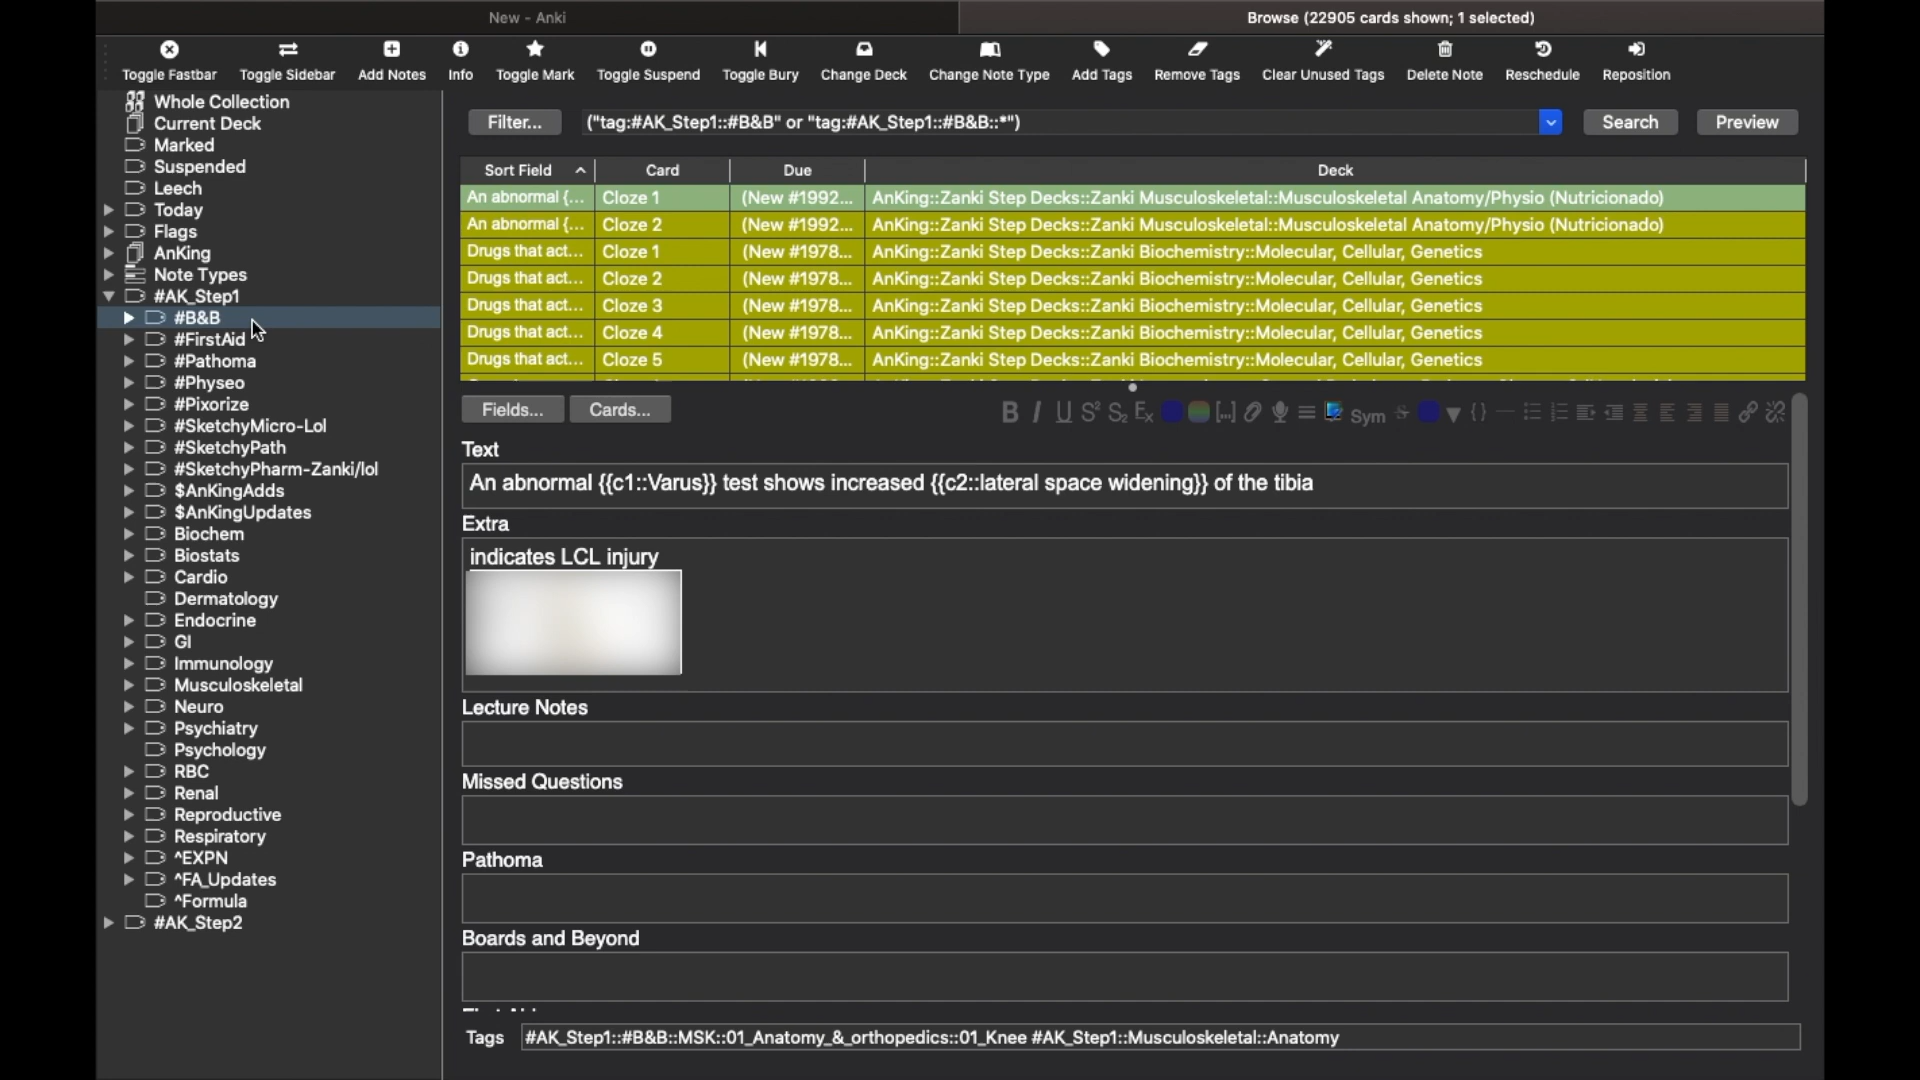 New - Anki
Browse (22905 cards shown; 1 selected)
Toggle Fastbar
Toggle Sidebar
Add Notes
Info
Toggle Mark
Toggle Suspend
Toggle Bury
Change Deck
Change Note Type
Add Tags
Remove Tags
Clear Unused Tags
Delete Note
Reschedule
Reposition
Whole Collection
Current Deck
Marked
Suspended
Leech
Today
Flags
AnKing
Note Types
#AK_Step1
#B&B
#FirstAid
#Pathoma
#Physeo
#Pixorize
#SketchyMicro-Lol
#SketchyPath
#SketchyPharm-Zanki/lol
$AnKingAdds
$AnKingUpdates
Biochem
Biostats
Cardio
Dermatology
Endocrine
GI
Immunology
Musculoskeletal
Neuro
Psychiatry
Psychology
RBC
Renal
Reproductive
Respiratory
^EXPN
^FA_Updates
^Formula
#AK_Step2
Filter...
("tag:#AK_Step1::#B&B" or "tag:#AK_Step1::#B&B::*")
Search
Preview
Sort Field Card Due Deck
An abnormal {... Cloze 1 (New #1992... AnKing::Zanki Step Decks::Zanki Musculoskeletal::Musculoskeletal Anatomy/Physio (Nutricionado)
An abnormal {... Cloze 2 (New #1992... AnKing::Zanki Step Decks::Zanki Musculoskeletal::Musculoskeletal Anatomy/Physio (Nutricionado)
Drugs that act... Cloze 1 (New #1978... AnKing::Zanki Step Decks::Zanki Biochemistry::Molecular, Cellular, Genetics
Drugs that act... Cloze 2 (New #1978... AnKing::Zanki Step Decks::Zanki Biochemistry::Molecular, Cellular, Genetics
Drugs that act... Cloze 3 (New #1978... AnKing::Zanki Step Decks::Zanki Biochemistry::Molecular, Cellular, Genetics
Drugs that act... Cloze 4 (New #1978... AnKing::Zanki Step Decks::Zanki Biochemistry::Molecular, Cellular, Genetics
Drugs that act... Cloze 5 (New #1978... AnKing::Zanki Step Decks::Zanki Biochemistry::Molecular, Cellular, Genetics
Fields...
Cards...
B I U S² S₂ Ex [...] Sym S {}
Text
An abnormal {{c1::Varus}} test shows increased {{c2::lateral space widening}} of the tibia
Extra
indicates LCL injury
Lecture Notes
Missed Questions
Pathoma
Boards and Beyond
Tags
#AK_Step1::#B&B::MSK::01_Anatomy_&_orthopedics::01_Knee #AK_Step1::Musculoskeletal::Anatomy